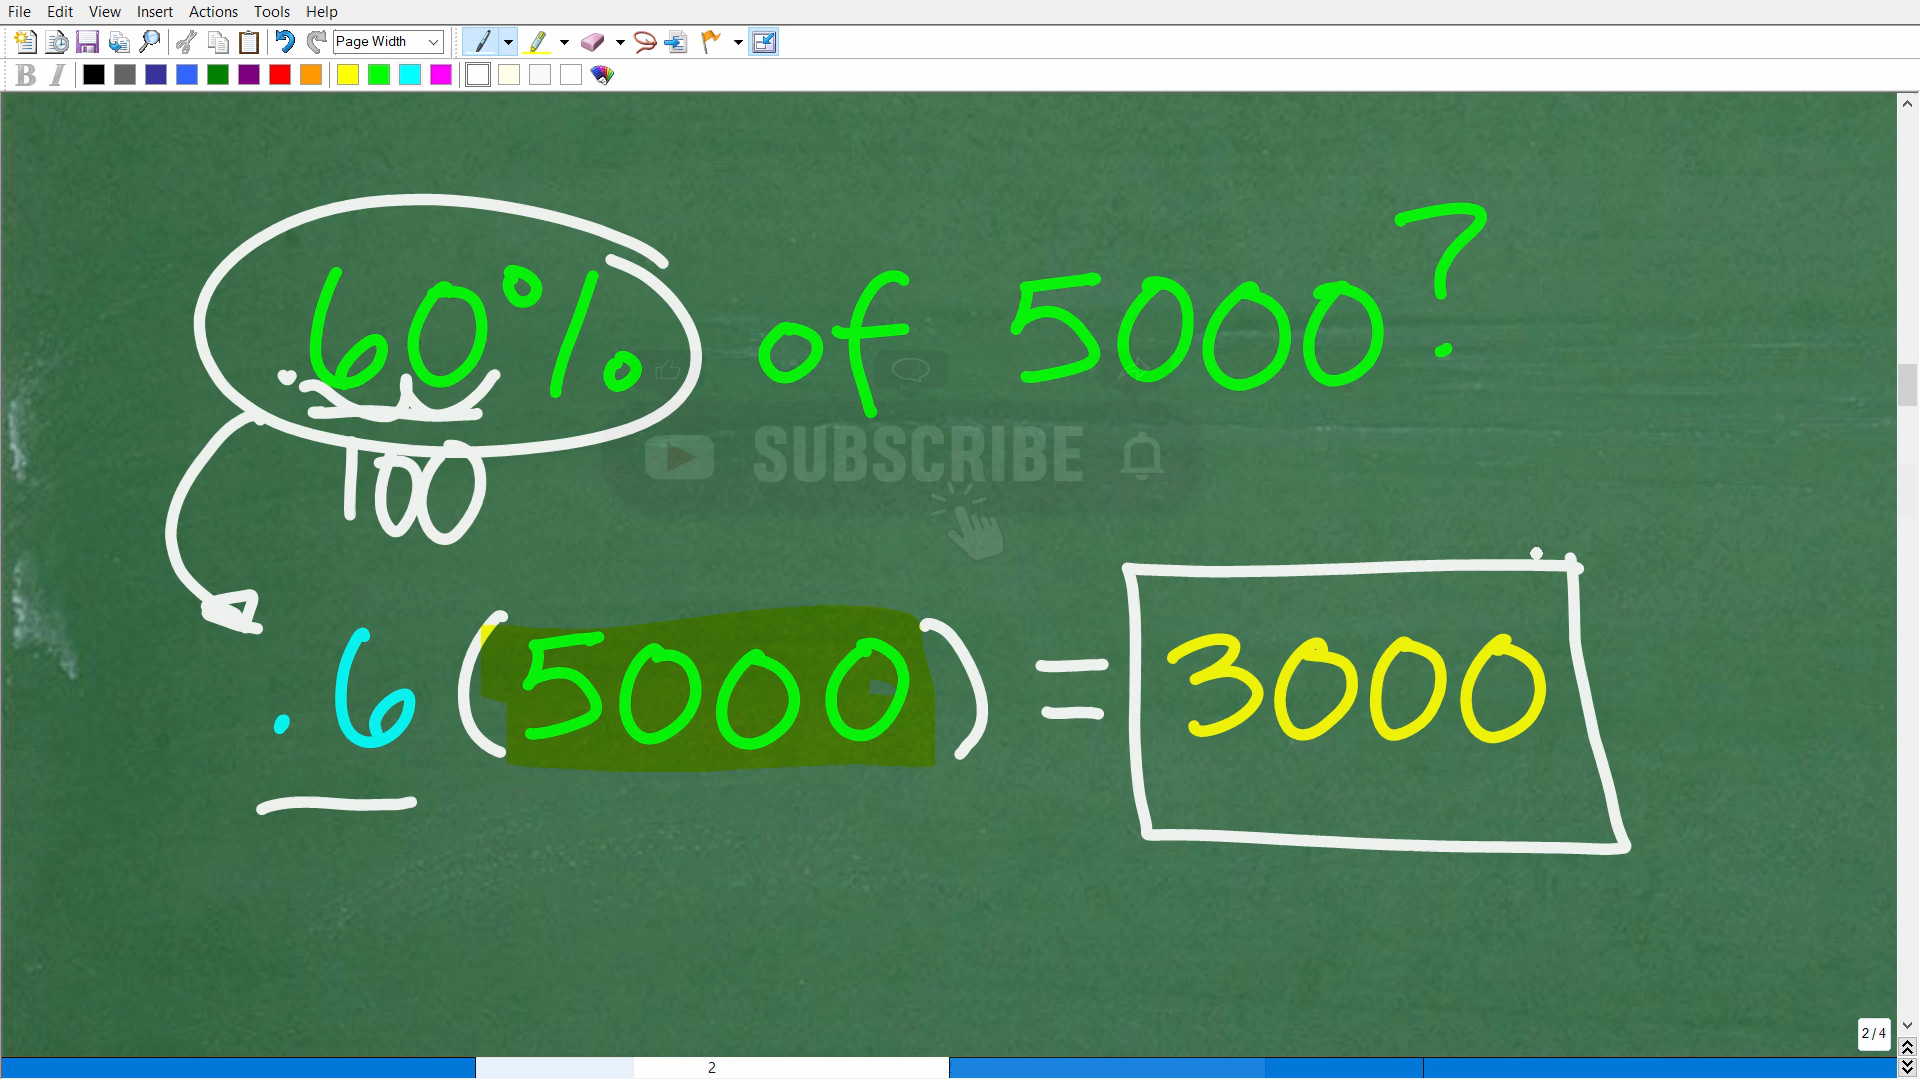 File Edit View Insert Actions Tools Help
Page Width
B I
60% of 5000?
100
SUBSCRIBE
.6 (5000) = 3000
2 / 4
2